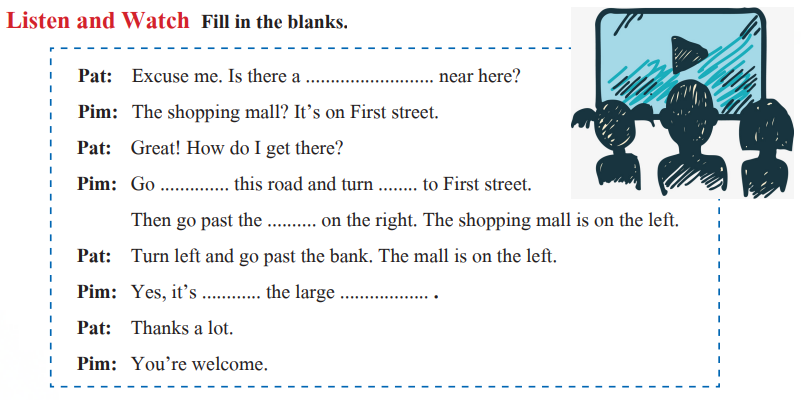 Listen and Watch Fill in the blanks.
Pat: Excuse me. Is there a .......................... near here?
Pim: The shopping mall? It's on First street.
Pat: Great! How do I get there?
Pim: Go .............. this road and turn ........ to First street.
Then go past the .......... on the right. The shopping mall is on the left.
Pat: Turn left and go past the bank. The mall is on the left.
Pim: Yes, it's ............ the large .................. .
Pat: Thanks a lot.
Pim: You're welcome.